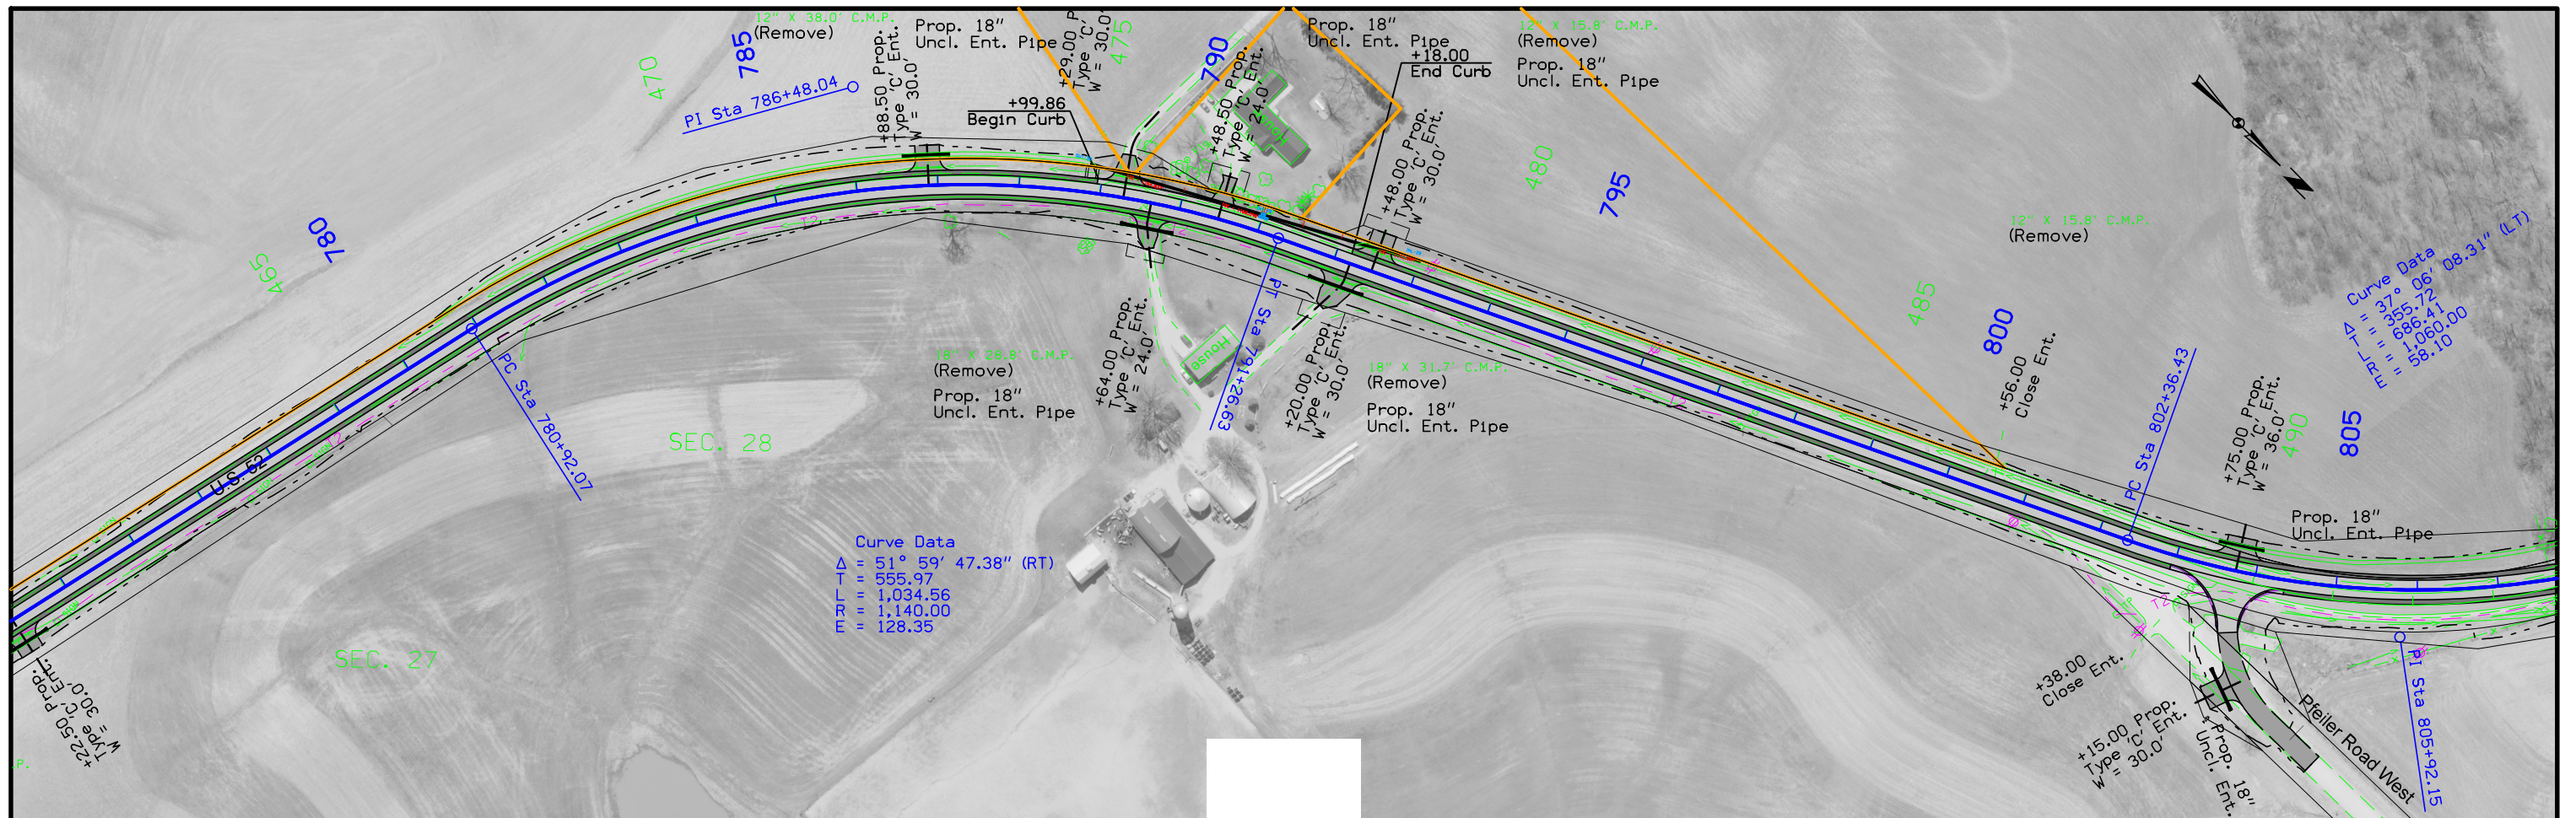 12" X 38.0' C.M.P.
(Remove)
Prop. 18"
Uncl. Ent. Pipe
+88.50 Prop.
Type 'C' Ent.
W = 30.0'
785
470
PI Sta 786+48.04
+99.86
Begin Curb
+29.00 P
Type 'C' P
W = 30.0'
475
790
+48.50 Prop.
Type 'C' Ent.
W = 24.0'
House
Prop. 18"
Uncl. Ent. Pipe
+18.00
End Curb
12" X 15.8' C.M.P.
(Remove)
Prop. 18"
Uncl. Ent. Pipe
+48.00 Prop.
Type 'C' Ent.
W = 30.0'
480
795
12" X 15.8' C.M.P.
(Remove)
Curve Data
Δ = 37° 06' 08.31" (LT)
T = 355.72
L = 686.41
R = 1,060.00
E = 58.10
780
465
485
800
+56.00
Close Ent.
PC Sta 802+36.43
+75.00 Prop.
Type 'C' Ent.
W = 36.0'
490
805
Prop. 18"
Uncl. Ent. Pipe
U.S. 52
T2
PC Sta 780+92.07
SEC. 28
18" X 28.8' C.M.P.
(Remove)
Prop. 18"
Uncl. Ent. Pipe
+64.00 Prop.
Type 'C' Ent.
W = 24.0'
House
PT Sta 791+26.63
+20.00 Prop.
Type 'C' Ent.
W = 30.0'
18" X 31.7' C.M.P.
(Remove)
Prop. 18"
Uncl. Ent. Pipe
T2
T2
Curve Data
Δ = 51° 59' 47.38" (RT)
T = 555.97
L = 1,034.56
R = 1,140.00
E = 128.35
SEC. 27
+22.50 Prop.
Type 'C' Ent.
W = 30.0'
P.
T2
+38.00
Close Ent.
+15.00 Prop.
Type 'C' Ent.
W = 30.0'
Prop. 18"
Uncl. Ent.
Pfeiler Road West
PI Sta 805+92.15